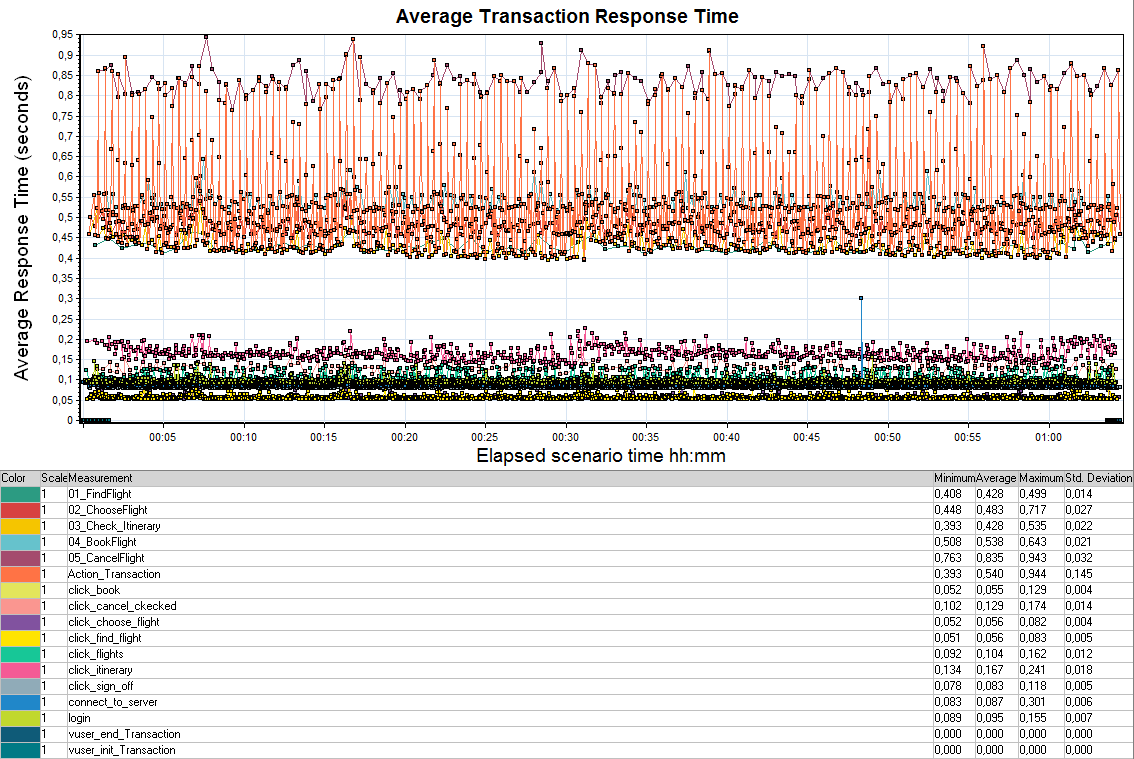 Average Transaction Response Time
Average Response Time (seconds)
0,95
0,9
0,85
0,8
0,75
0,7
0,65
0,6
0,55
0,5
0,45
0,4
0,35
0,3
0,25
0,2
0,15
0,1
0,05
0
00:05 00:10 00:15 00:20 00:25 00:30 00:35 00:40 00:45 00:50 00:55 01:00
Elapsed scenario time hh:mm
Color Scale Measurement Minimum Average Maximum Std. Deviation
1 01_FindFlight 0,408 0,428 0,499 0,014
1 02_ChooseFlight 0,448 0,483 0,717 0,027
1 03_Check_Itinerary 0,393 0,428 0,535 0,022
1 04_BookFlight 0,508 0,538 0,643 0,021
1 05_CancelFlight 0,763 0,835 0,943 0,032
1 Action_Transaction 0,393 0,540 0,944 0,145
1 click_book 0,052 0,055 0,129 0,004
1 click_cancel_ckecked 0,102 0,129 0,174 0,014
1 click_choose_flight 0,052 0,056 0,082 0,004
1 click_find_flight 0,051 0,056 0,083 0,005
1 click_flights 0,092 0,104 0,162 0,012
1 click_itinerary 0,134 0,167 0,241 0,018
1 click_sign_off 0,078 0,083 0,118 0,005
1 connect_to_server 0,083 0,087 0,301 0,006
1 login 0,089 0,095 0,155 0,007
1 vuser_end_Transaction 0,000 0,000 0,000 0,000
1 vuser_init_Transaction 0,000 0,000 0,000 0,000